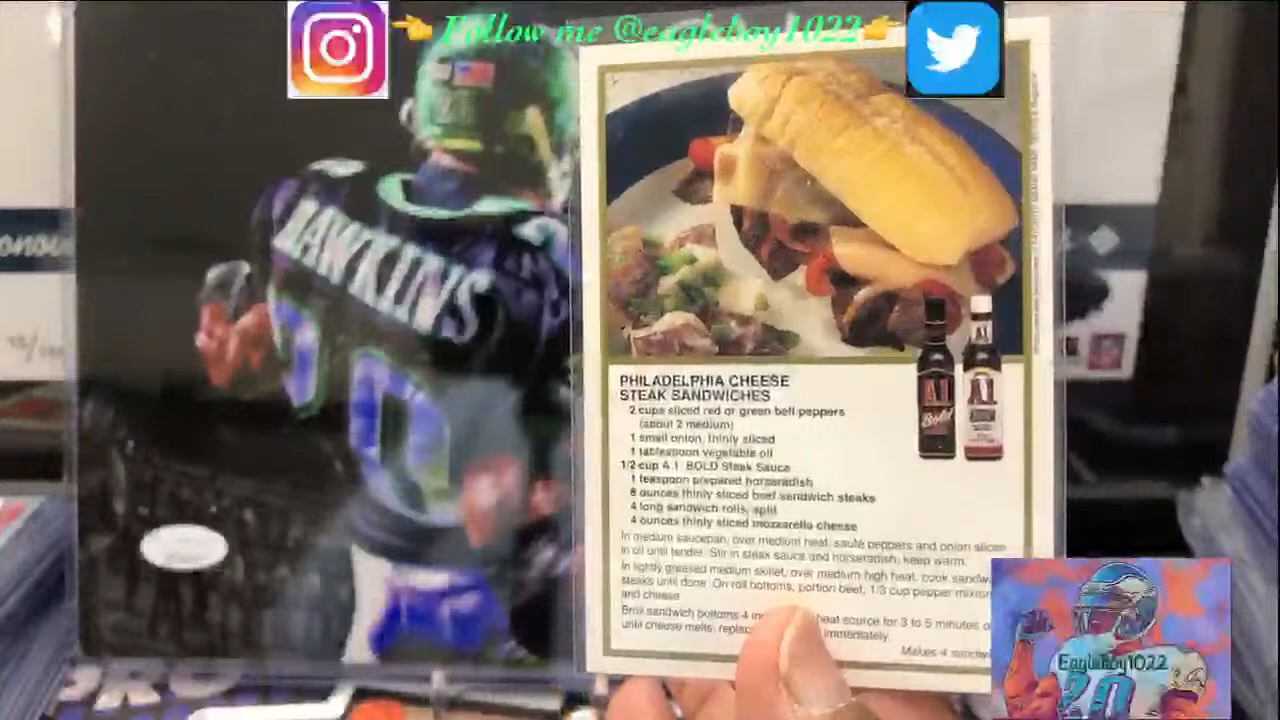 Follow me @eagleboy1022
HAWKINS
20
PHILADELPHIA CHEESE
STEAK SANDWICHES
2 cups sliced red or green bell peppers
(about 2 medium)
1 small onion, thinly sliced
1 tablespoon vegetable oil
1/2 cup A.1. BOLD Steak Sauce
1 teaspoon prepared horseradish
8 ounces thinly sliced beef sandwich steaks
4 long sandwich rolls, split
4 ounces thinly sliced mozzarella cheese
In medium saucepan, over medium heat, sauté peppers and onion slices
in oil until tender. Stir in steak sauce and horseradish; keep warm.
In lightly greased medium skillet, over medium high heat, cook sandw
steaks until done. On roll bottoms, portion beef, 1/3 cup pepper mixture
and cheese
Broil sandwich bottoms 4 in heat source for 3 to 5 minutes o
until cheese melts; replac immediately.
Makes 4 sandwi
A1
Bold
A1
EagleBoy1022
20